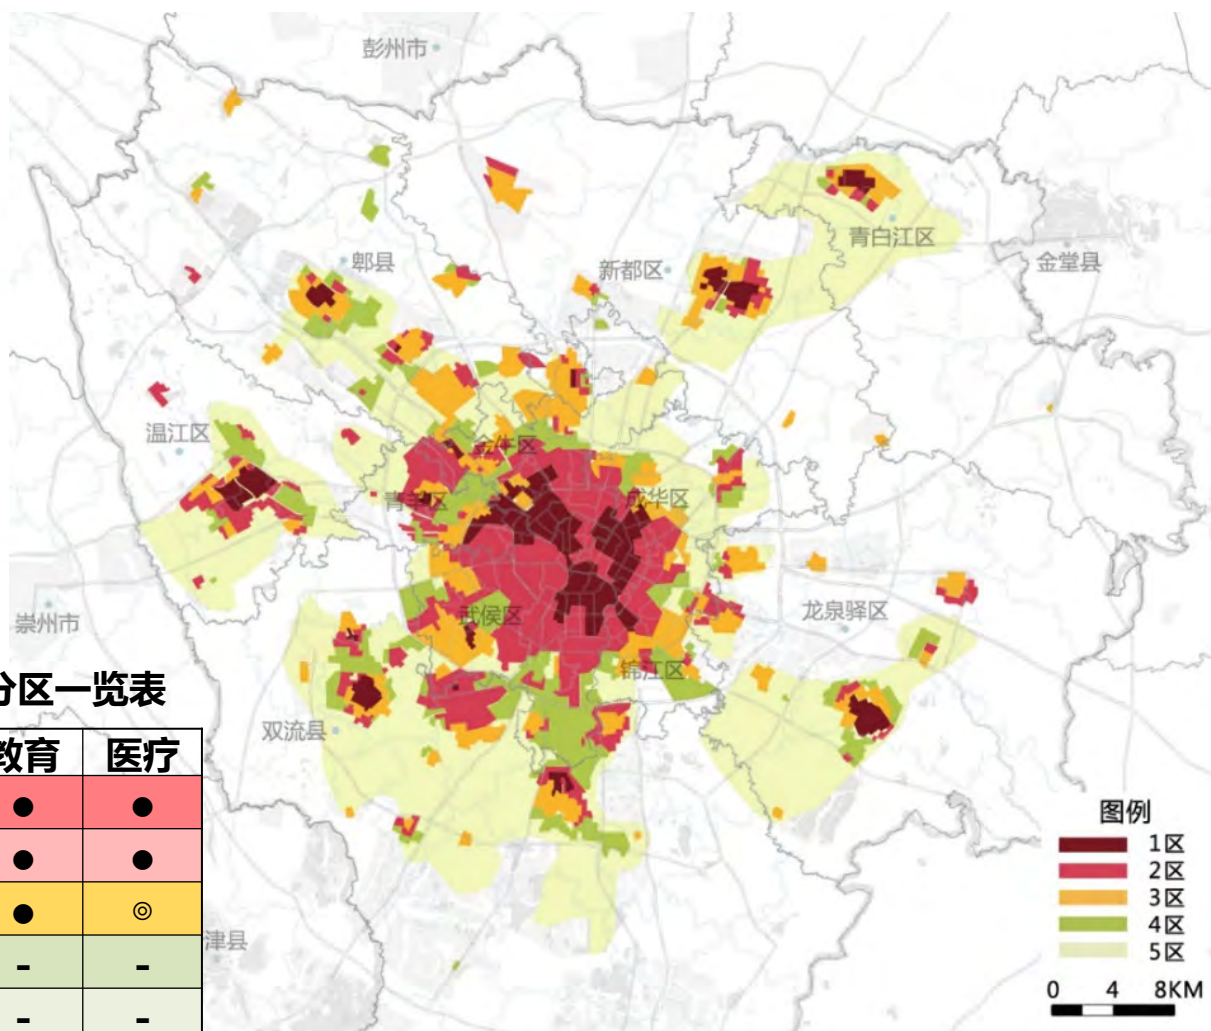 彭州市
青白江区
金堂县
郫县
新都区
温江区
金牛区
青羊区
成华区
崇州市
武侯区
龙泉驿区
锦江区
分区一览表
双流县
教育 医疗
● ●
● ●
● ◎
- -
- -
津县
图例
1区
2区
3区
4区
5区
0 4 8KM